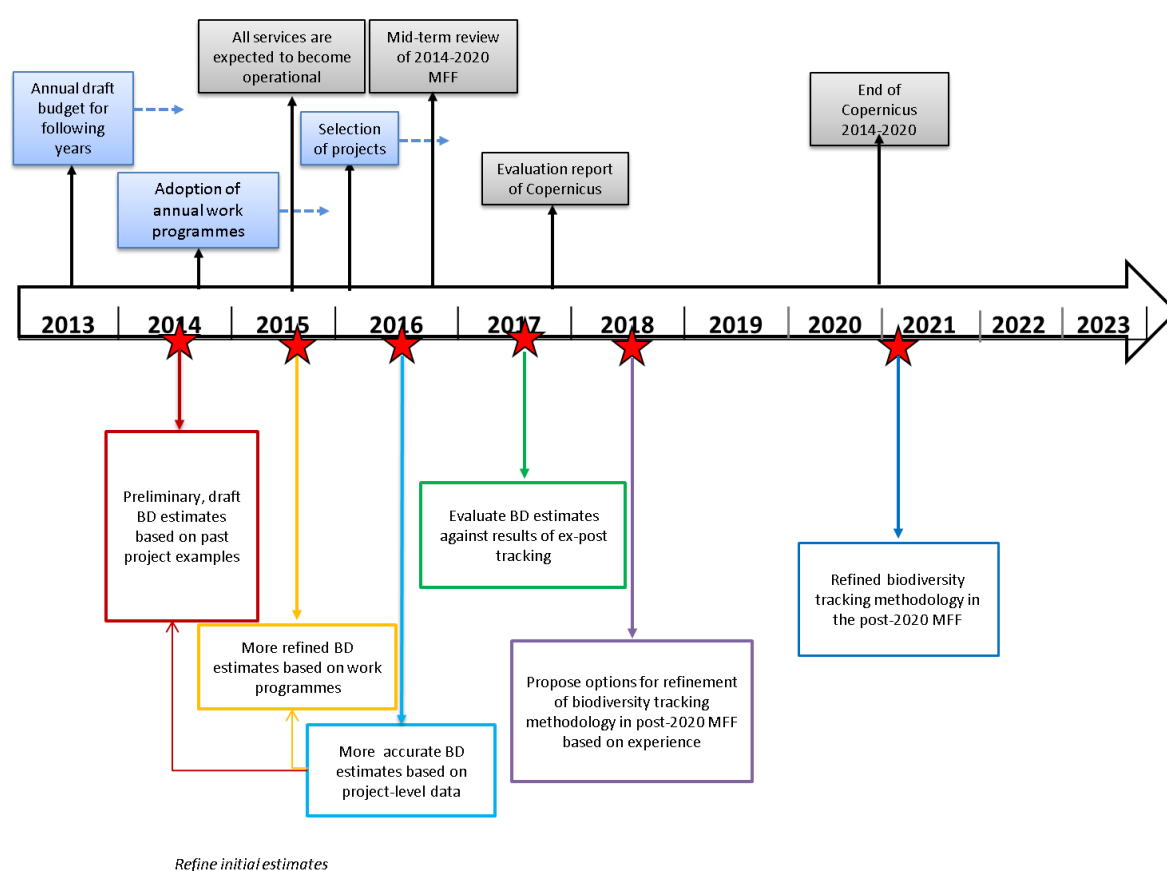 All services are
expected to become
operational
Mid-term review
of 2014-2020
MFF
Annual draft
budget for
following
years
End of
Copernicus
2014-2020
Selection
of projects
Evaluation report
of Copernicus
Adoption of
annual work
programmes
2013
2014
2015
2016
2017
2018
2019
2020
2021
2022
2023
Preliminary, draft
BD estimates
based on past
project examples
Evaluate BD estimates
against results of ex-post
tracking
Refined biodiversity
tracking methodology in
the post-2020 MFF
More refined BD
estimates based on work
programmes
Propose options for refinement
of biodiversity tracking
methodology in post-2020 MFF
based on experience
More accurate BD
estimates based on
project-level data
Refine initial estimates